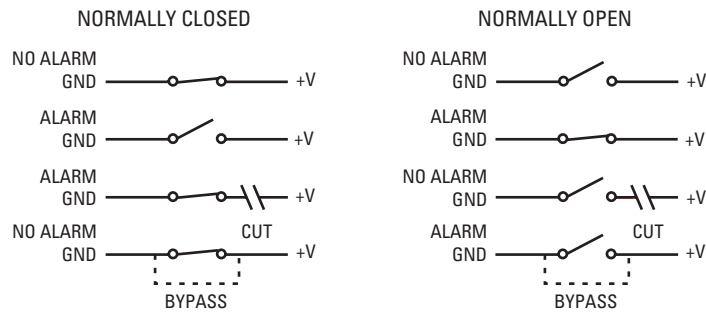 NORMALLY CLOSED
NO ALARM
GND +V
ALARM
GND +V
ALARM
GND +V
NO ALARM CUT
GND +V
BYPASS
NORMALLY OPEN
NO ALARM
GND +V
ALARM
GND +V
NO ALARM
GND +V
ALARM CUT
GND +V
BYPASS